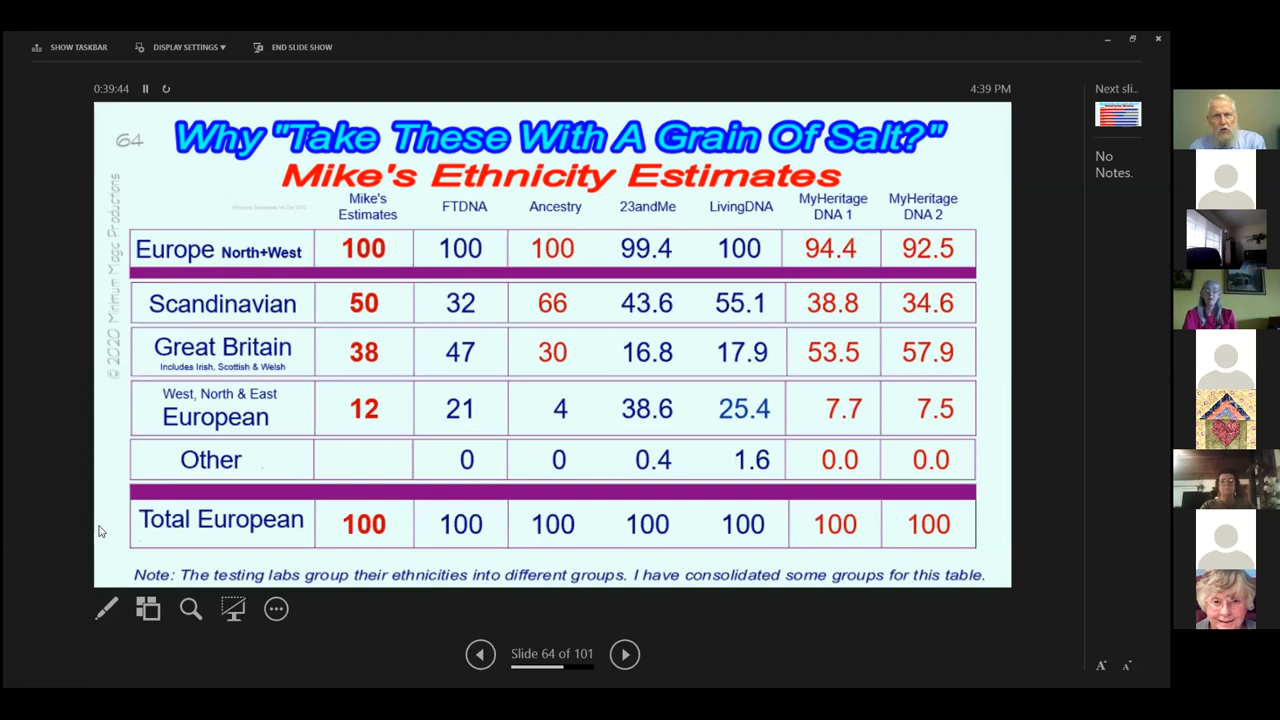 SHOW TASKBAR DISPLAY SETTINGS ▼ END SLIDE SHOW
0:39:44 4:39 PM
Next sli...
No
Notes.
64
Why "Take These With A Grain Of Salt?"
Mike's Ethnicity Estimates
© 2020 Minimum Magic Productions
Mike's Estimates FTDNA Ancestry 23andMe LivingDNA MyHeritage DNA 1 MyHeritage DNA 2
Europe North+West 100 100 100 99.4 100 94.4 92.5
Scandinavian 50 32 66 43.6 55.1 38.8 34.6
Great Britain 38 47 30 16.8 17.9 53.5 57.9
Includes Irish, Scottish & Welsh
West, North & East
European 12 21 4 38.6 25.4 7.7 7.5
Other 0 0 0.4 1.6 0.0 0.0
Total European 100 100 100 100 100 100 100
Note: The testing labs group their ethnicities into different groups. I have consolidated some groups for this table.
Slide 64 of 101
A A